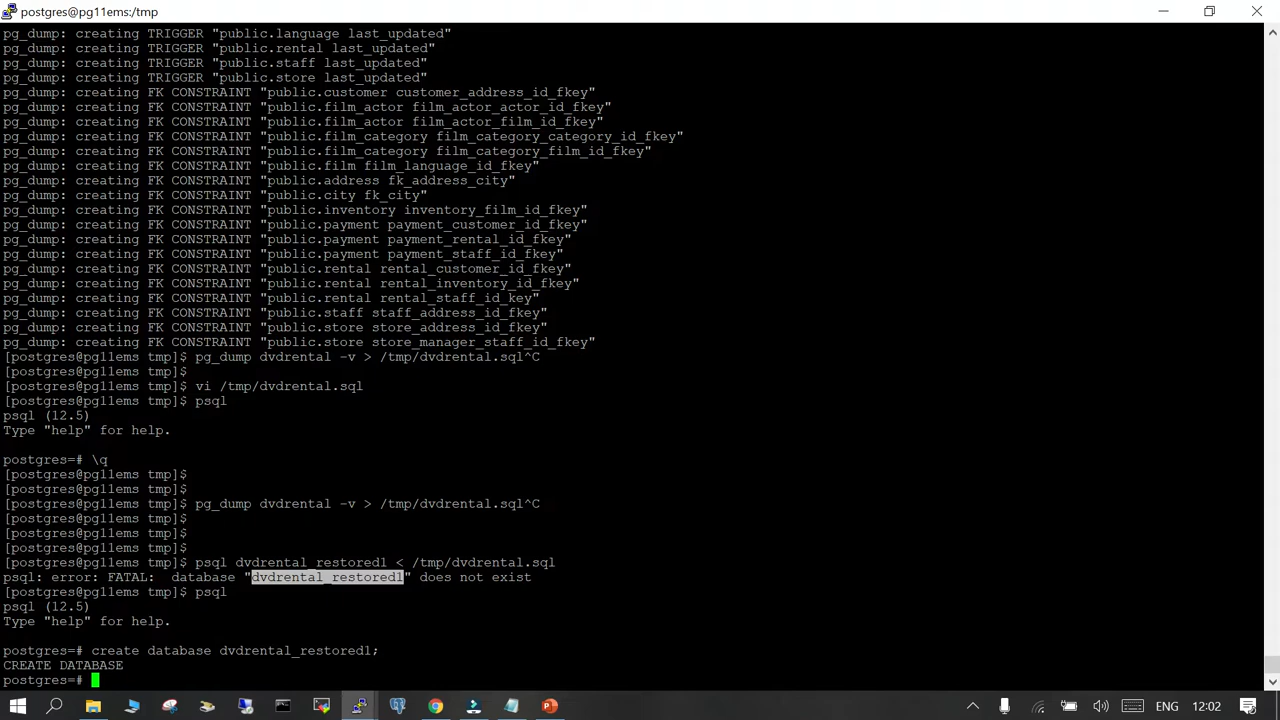 postgres@pg11ems:/tmp
pg_dump: creating TRIGGER "public.language last_updated"
pg_dump: creating TRIGGER "public.rental last_updated"
pg_dump: creating TRIGGER "public.staff last_updated"
pg_dump: creating TRIGGER "public.store last_updated"
pg_dump: creating FK CONSTRAINT "public.customer customer_address_id_fkey"
pg_dump: creating FK CONSTRAINT "public.film_actor film_actor_actor_id_fkey"
pg_dump: creating FK CONSTRAINT "public.film_actor film_actor_film_id_fkey"
pg_dump: creating FK CONSTRAINT "public.film_category film_category_category_id_fkey"
pg_dump: creating FK CONSTRAINT "public.film_category film_category_film_id_fkey"
pg_dump: creating FK CONSTRAINT "public.film film_language_id_fkey"
pg_dump: creating FK CONSTRAINT "public.address fk_address_city"
pg_dump: creating FK CONSTRAINT "public.city fk_city"
pg_dump: creating FK CONSTRAINT "public.inventory inventory_film_id_fkey"
pg_dump: creating FK CONSTRAINT "public.payment payment_customer_id_fkey"
pg_dump: creating FK CONSTRAINT "public.payment payment_rental_id_fkey"
pg_dump: creating FK CONSTRAINT "public.payment payment_staff_id_fkey"
pg_dump: creating FK CONSTRAINT "public.rental rental_customer_id_fkey"
pg_dump: creating FK CONSTRAINT "public.rental rental_inventory_id_fkey"
pg_dump: creating FK CONSTRAINT "public.rental rental_staff_id_key"
pg_dump: creating FK CONSTRAINT "public.staff staff_address_id_fkey"
pg_dump: creating FK CONSTRAINT "public.store store_address_id_fkey"
pg_dump: creating FK CONSTRAINT "public.store store_manager_staff_id_fkey"
[postgres@pg11ems tmp]$ pg_dump dvdrental -v > /tmp/dvdrental.sql^C
[postgres@pg11ems tmp]$
[postgres@pg11ems tmp]$ vi /tmp/dvdrental.sql
[postgres@pg11ems tmp]$ psql
psql (12.5)
Type "help" for help.
postgres=# \q
[postgres@pg11ems tmp]$
[postgres@pg11ems tmp]$
[postgres@pg11ems tmp]$ pg_dump dvdrental -v > /tmp/dvdrental.sql^C
[postgres@pg11ems tmp]$
[postgres@pg11ems tmp]$
[postgres@pg11ems tmp]$
[postgres@pg11ems tmp]$ psql dvdrental_restored1 < /tmp/dvdrental.sql
psql: error: FATAL:  database "dvdrental_restored1" does not exist
[postgres@pg11ems tmp]$ psql
psql (12.5)
Type "help" for help.
postgres=# create database dvdrental_restored1;
CREATE DATABASE
postgres=#
ENG 12:02